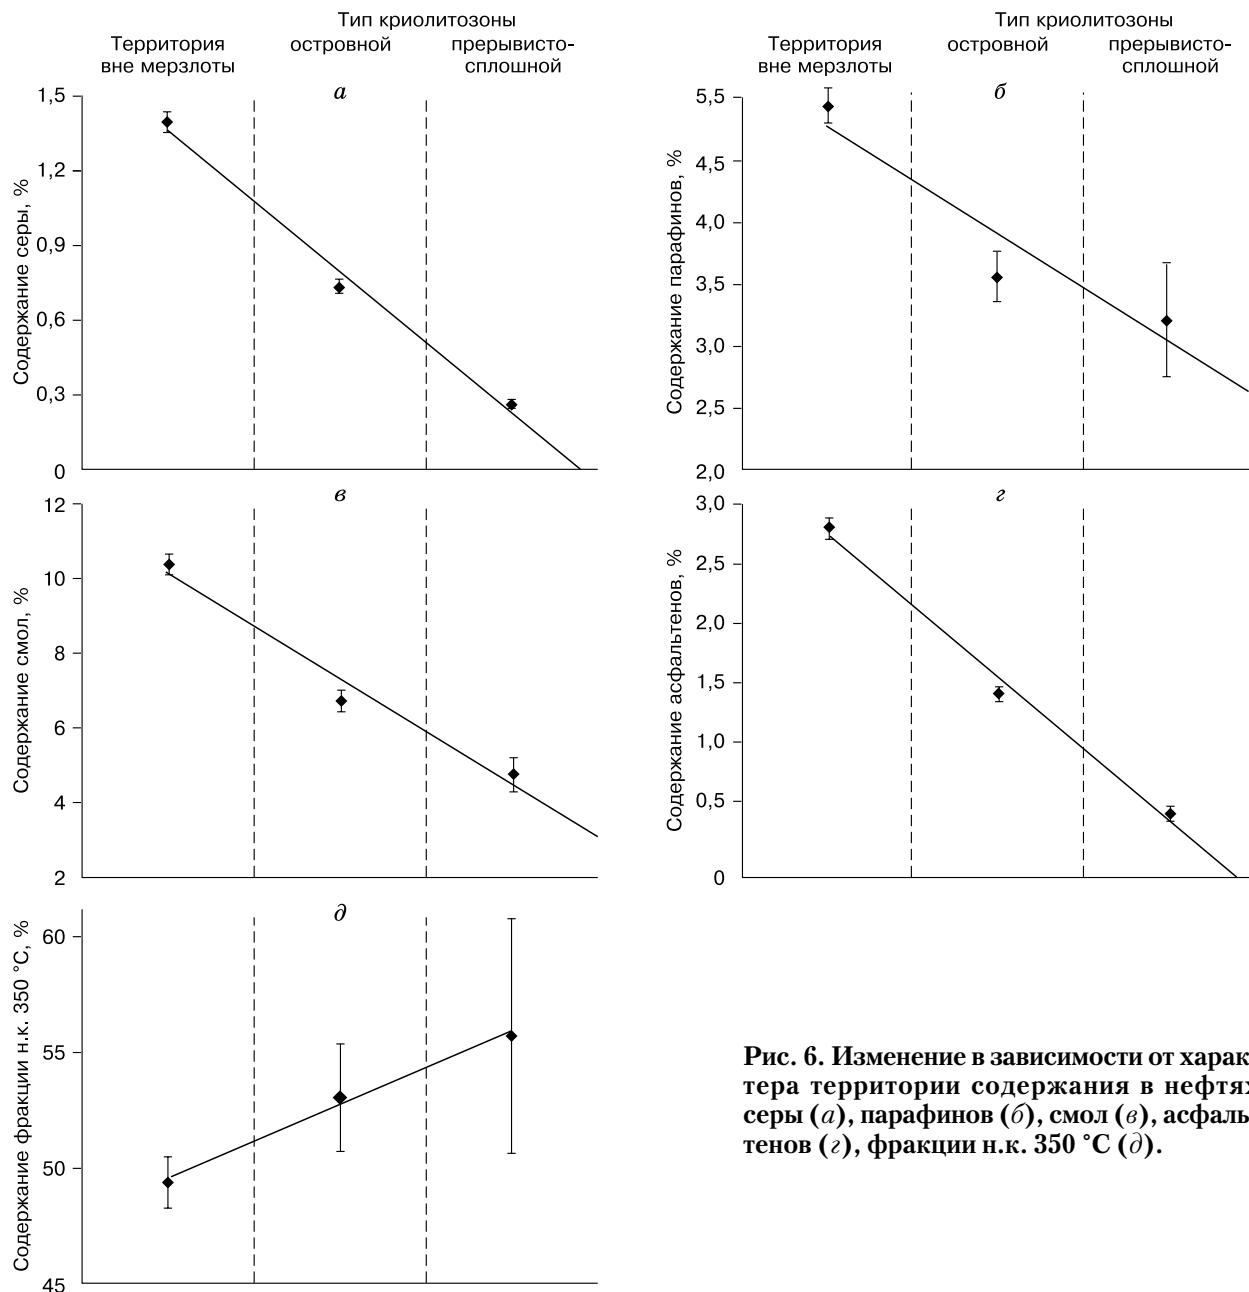 Тип криолитозоны
Территория
вне мерзлоты
островной
прерывисто-
сплошной
а
Содержание серы, %
1,5
1,2
0,9
0,6
0,3
0
Тип криолитозоны
Территория
вне мерзлоты
островной
прерывисто-
сплошной
б
Содержание парафинов, %
5,5
4,5
4,0
3,5
3,0
2,5
2,0
в
Содержание смол, %
12
10
8
6
4
2
г
Содержание асфальтенов, %
3,0
2,5
2,0
1,5
1,0
0,5
0
д
Содержание фракции н.к. 350 °С, %
60
55
50
45
Рис. 6. Изменение в зависимости от харак-
тера территории содержания в нефтях
серы (а), парафинов (б), смол (в), асфаль-
тенов (г), фракции н.к. 350 °С (д).